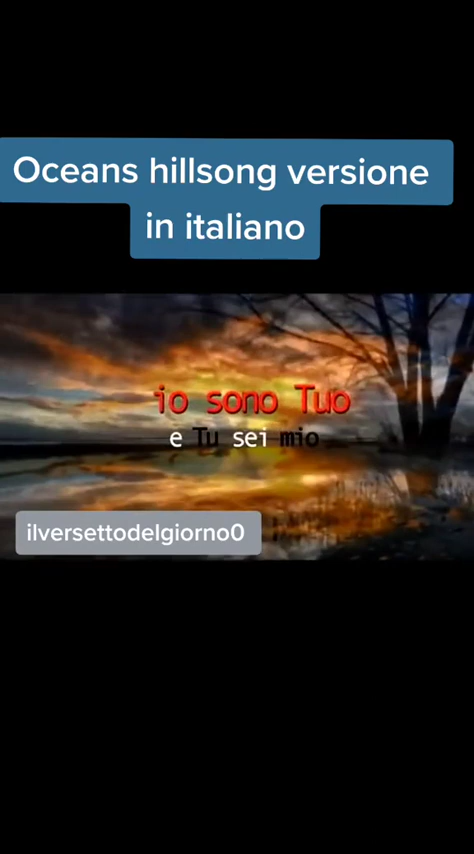 Oceans hillsong versione
in italiano
io sono Tuo
e Tu sei mio
ilversettodelgiorno0